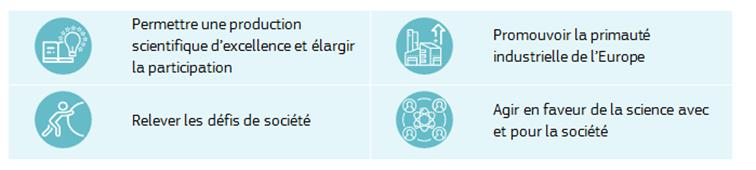 Permettre une production
scientifique d'excellence et élargir
la participation
Promouvoir la primauté
industrielle de l'Europe
Relever les défis de société
Agir en faveur de la science avec
et pour la société